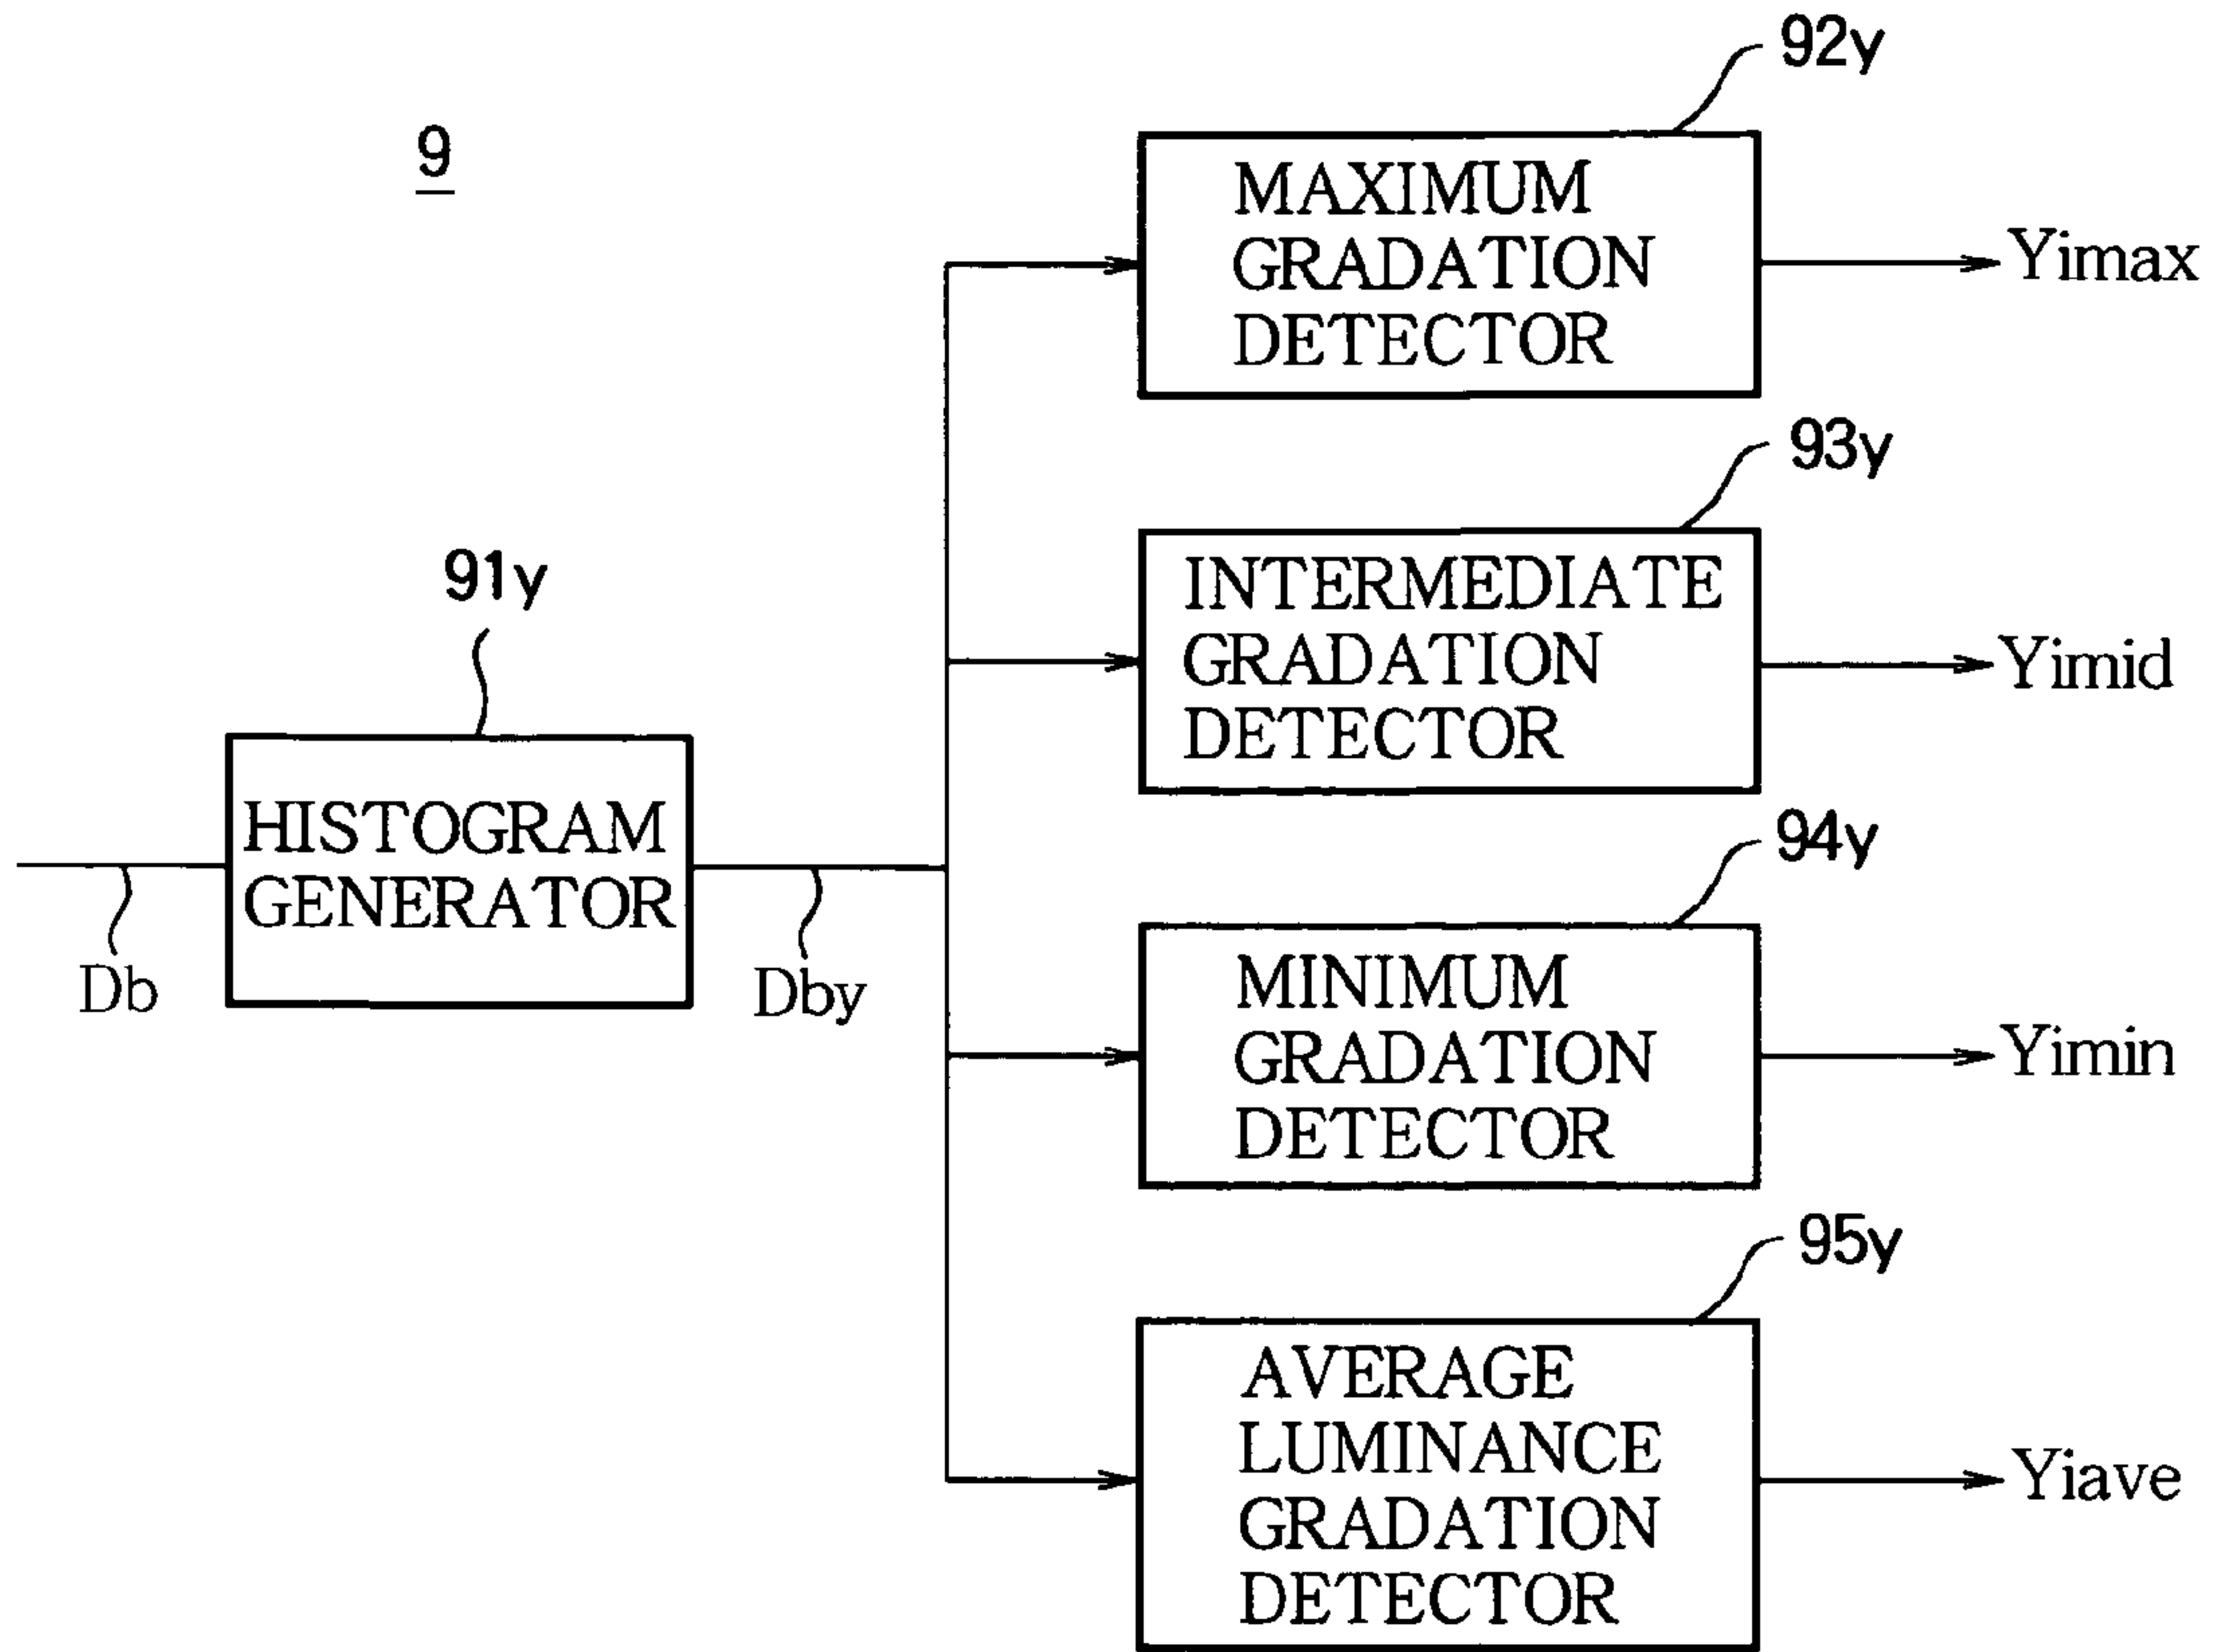 9
92y
MAXIMUM
GRADATION
DETECTOR
Yimax
93y
INTERMEDIATE
GRADATION
DETECTOR
Yimid
91y
HISTOGRAM
GENERATOR
Db
Dby
94y
MINIMUM
GRADATION
DETECTOR
Yimin
95y
AVERAGE
LUMINANCE
GRADATION
DETECTOR
Yiave